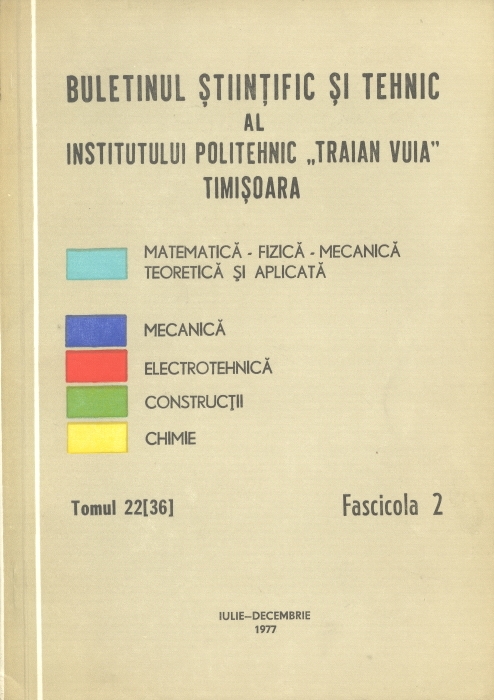 BULETINUL ȘTIINȚIFIC ȘI TEHNIC
AL
INSTITUTULUI POLITEHNIC „TRAIAN VUIA”
TIMIȘOARA
MATEMATICĂ - FIZICĂ - MECANICĂ
TEORETICĂ ȘI APLICATĂ
MECANICĂ
ELECTROTEHNICĂ
CONSTRUCȚII
CHIMIE
Tomul 22[36]
Fascicola 2
IULIE—DECEMBRIE
1977